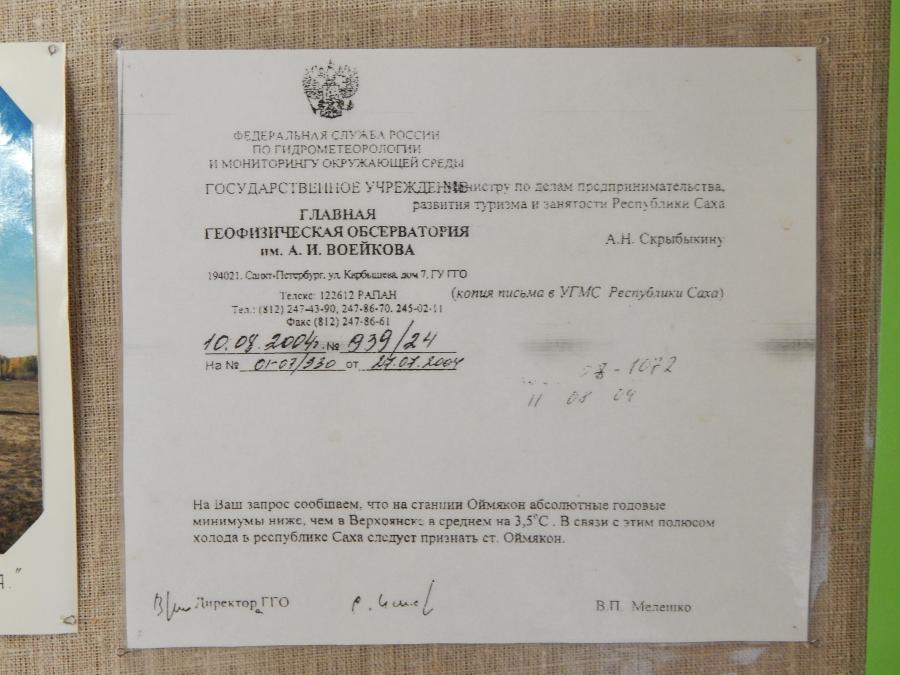 ФЕДЕРАЛЬНАЯ СЛУЖБА РОССИИ
ПО ГИДРОМЕТЕОРОЛОГИИ
И МОНИТОРИНГУ ОКРУЖАЮЩЕЙ СРЕДЫ
ГОСУДАРСТВЕННОЕ УЧРЕЖДЕНИЕ
ГЛАВНАЯ
ГЕОФИЗИЧЕСКАЯ ОБСЕРВАТОРИЯ
им. А. И. ВОЕЙКОВА
194021. Санкт-Петербург, ул. Карбышева, дом 7, ГУ ГГО
Телекс: 122612 РАПАН
Тел.: (812) 247-43-90, 247-86-70. 245-02-11
Факс (812) 247-86-61
10.08.2004г. № 939/24
На № 01-07/330 от 27.07.2004
Министру по делам предпринимательства,
развития туризма и занятости Республики Саха
А.Н. Скрыбыкину
(копия письма в УГМС Республики Саха)
-1072
11 08 04
На Ваш запрос сообщаем, что на станции Оймякон абсолютные годовые
минимумы ниже, чем в Верхоянске в среднем на 3,5°С . В связи с этим полюсом
холода в республике Саха следует признать ст. Оймякон.
Директор ГГО
В.П. Мелешко
А."